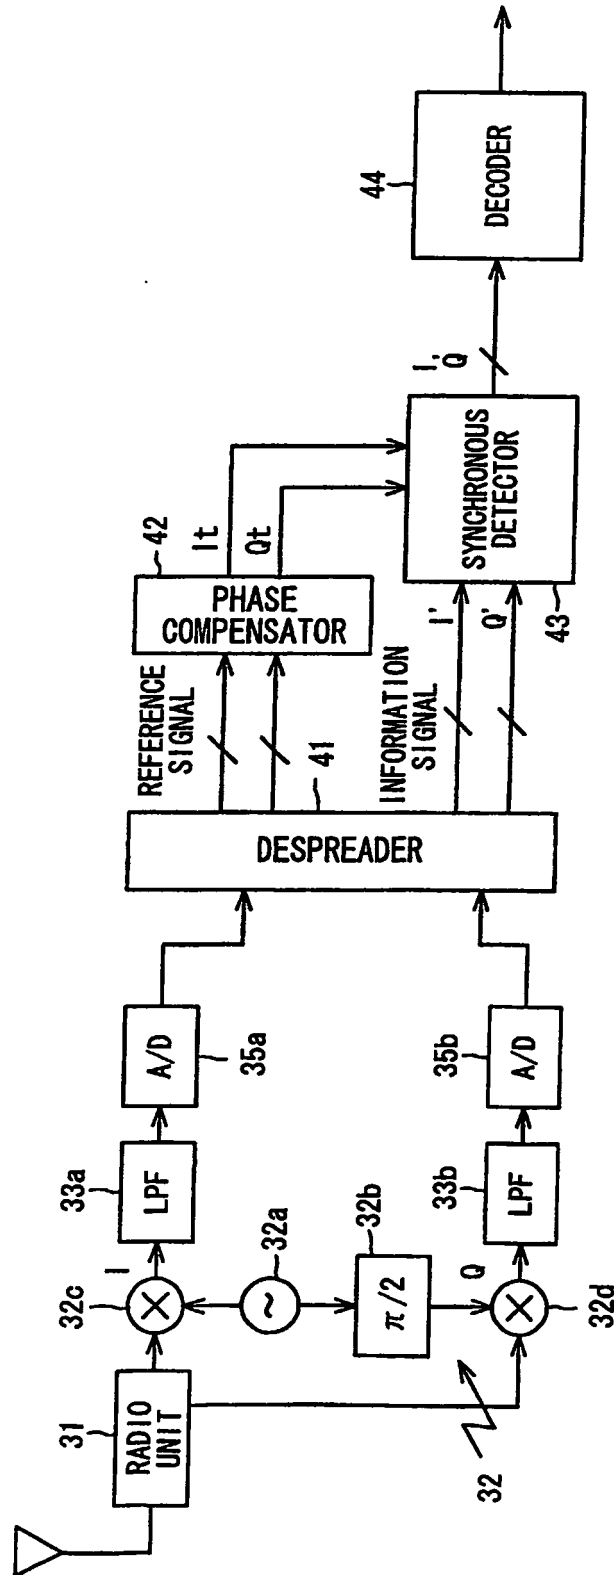 31
RADIO
UNIT
32
32c
I
32a
32b
π/2
Q
32d
33a
LPF
33b
LPF
35a
A/D
35b
A/D
DESPREADER
41
REFERENCE
SIGNAL
INFORMATION
SIGNAL
42
PHASE
COMPENSATOR
It
Qt
I'
Q'
43
SYNCHRONOUS
DETECTOR
I,
Q
44
DECODER